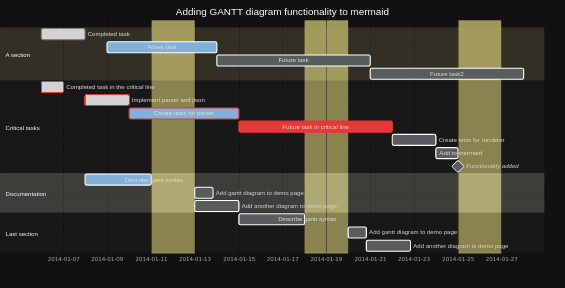 Adding GANTT diagram functionality to mermaid
Completed task
A section
Active task
Future task
Future task2
Completed task in the critical line
Implement parser and json
Create tests for parser
Critical tasks
Future task in critical line
Create tests for renderer
Add to mermaid
Functionality added
Describe gantt syntax
Documentation
Add gantt diagram to demo page
Add another diagram to demo page
Describe gantt syntax
Last section
Add gantt diagram to demo page
Add another diagram to demo page
2014-01-07 2014-01-09 2014-01-11 2014-01-13 2014-01-15 2014-01-17 2014-01-19 2014-01-21 2014-01-23 2014-01-25 2014-01-27